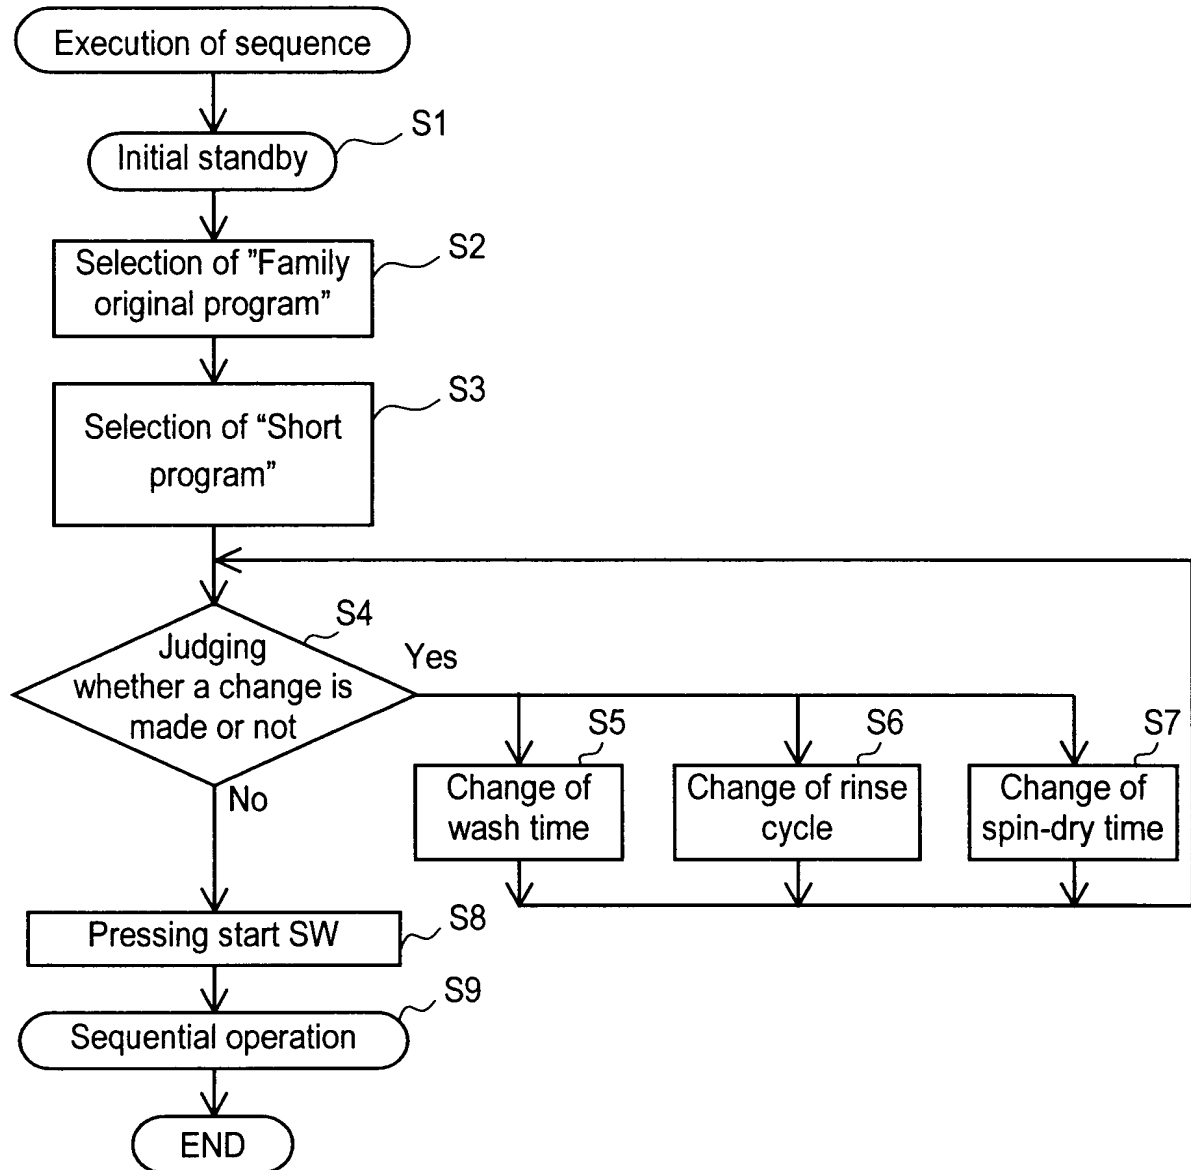 Execution of sequence
S1
Initial standby
S2
Selection of ”Family
original program”
S3
Selection of “Short
program”
S4
Judging
whether a change is
made or not
Yes
No
S5
Change of
wash time
S6
Change of rinse
cycle
S7
Change of
spin-dry time
S8
Pressing start SW
S9
Sequential operation
END